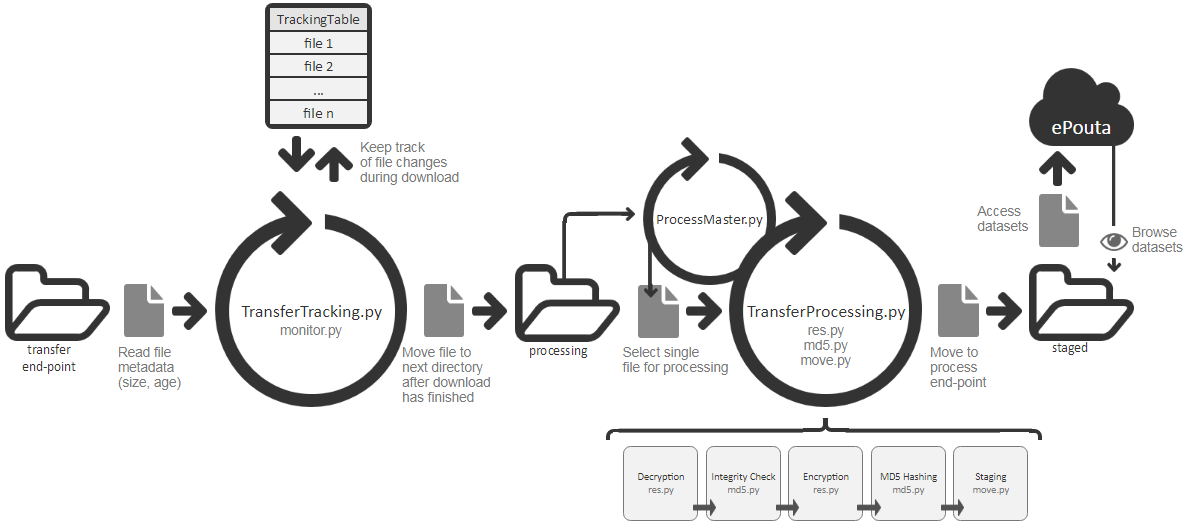 TrackingTable
file 1
file 2
...
file n
Keep track
of file changes
during download
transfer
end-point
Read file
metadata
(size, age)
TransferTracking.py
monitor.py
Move file to
next directory
after download
has finished
processing
ProcessMaster.py
Select single
file for processing
TransferProcessing.py
res.py
md5.py
move.py
Move to
process
end-point
ePouta
Access
datasets
Browse
datasets
staged
Decryption
res.py
Integrity Check
md5.py
Encryption
res.py
MD5 Hashing
md5.py
Staging
move.py